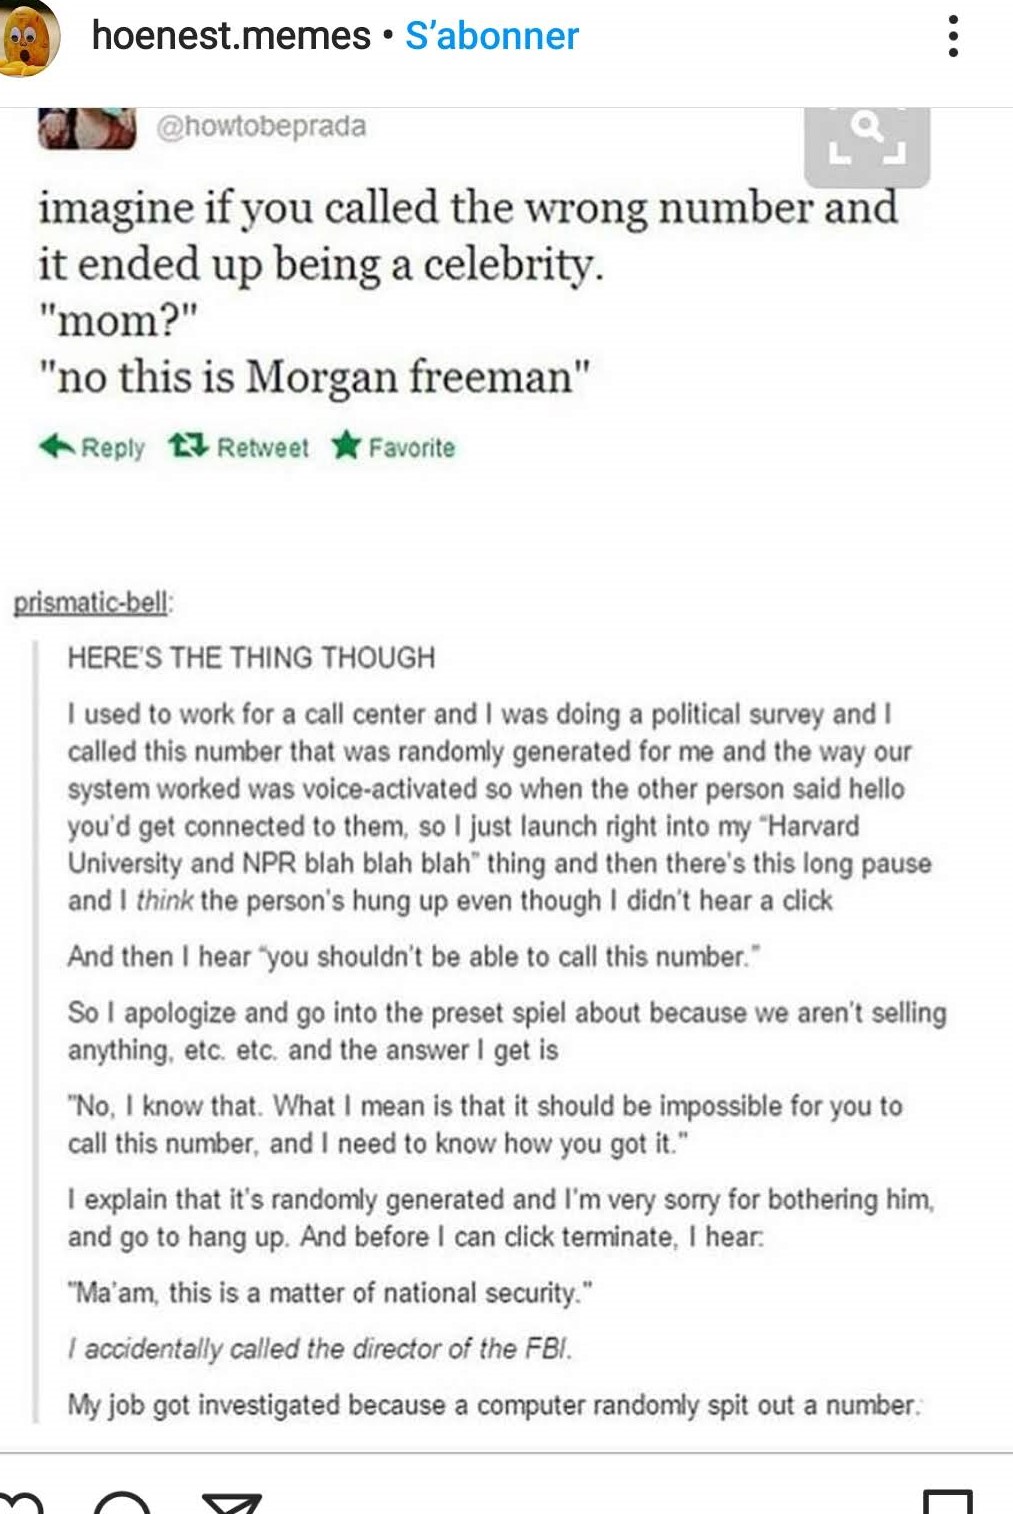 hoenest.memes • S'abonner
@howtobeprada
imagine if you called the wrong number and
it ended up being a celebrity.
"mom?"
"no this is Morgan freeman"
Reply Retweet Favorite
prismatic-bell:
HERE'S THE THING THOUGH
I used to work for a call center and I was doing a political survey and I
called this number that was randomly generated for me and the way our
system worked was voice-activated so when the other person said hello
you'd get connected to them, so I just launch right into my “Harvard
University and NPR blah blah blah” thing and then there's this long pause
and I think the person's hung up even though I didn't hear a click
And then I hear “you shouldn't be able to call this number.”
So I apologize and go into the preset spiel about because we aren't selling
anything, etc. etc. and the answer I get is
"No, I know that. What I mean is that it should be impossible for you to
call this number, and I need to know how you got it."
I explain that it's randomly generated and I'm very sorry for bothering him,
and go to hang up. And before I can click terminate, I hear:
"Ma'am, this is a matter of national security."
I accidentally called the director of the FBI.
My job got investigated because a computer randomly spit out a number.